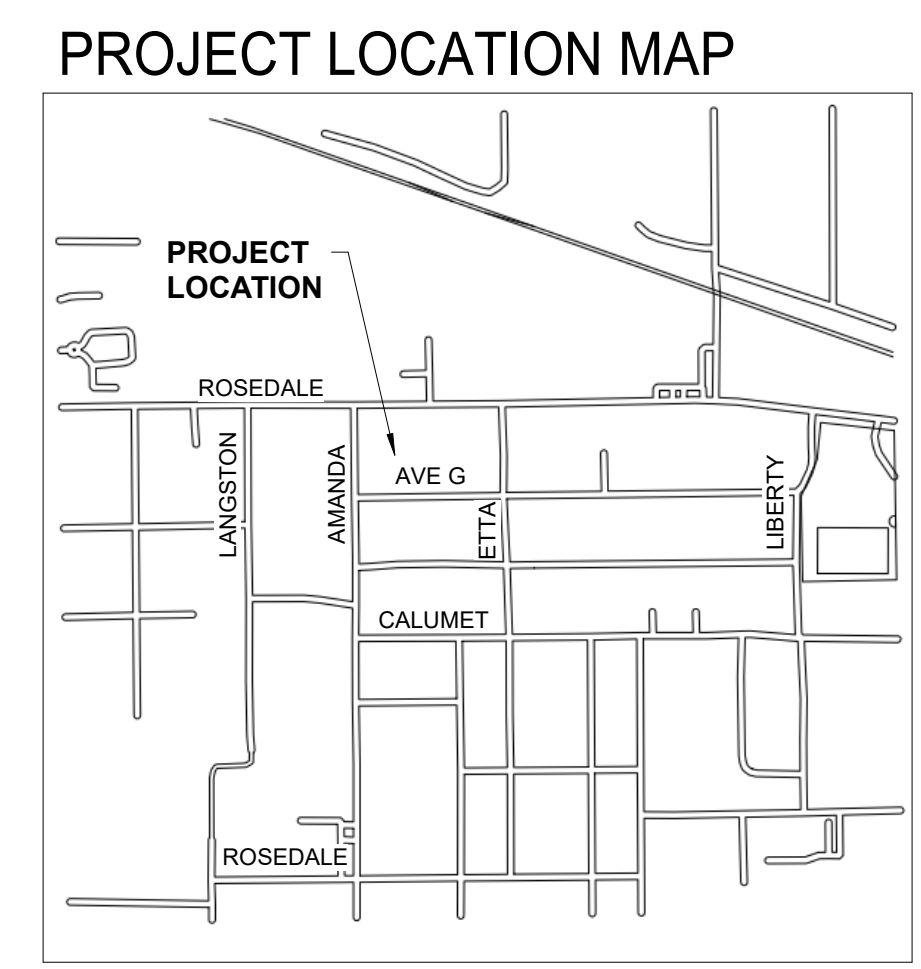 PROJECT LOCATION MAP
PROJECT
LOCATION
ROSEDALE
LANGSTON
AMANDA
AVE G
ETTA
LIBERTY
CALUMET
ROSEDALE